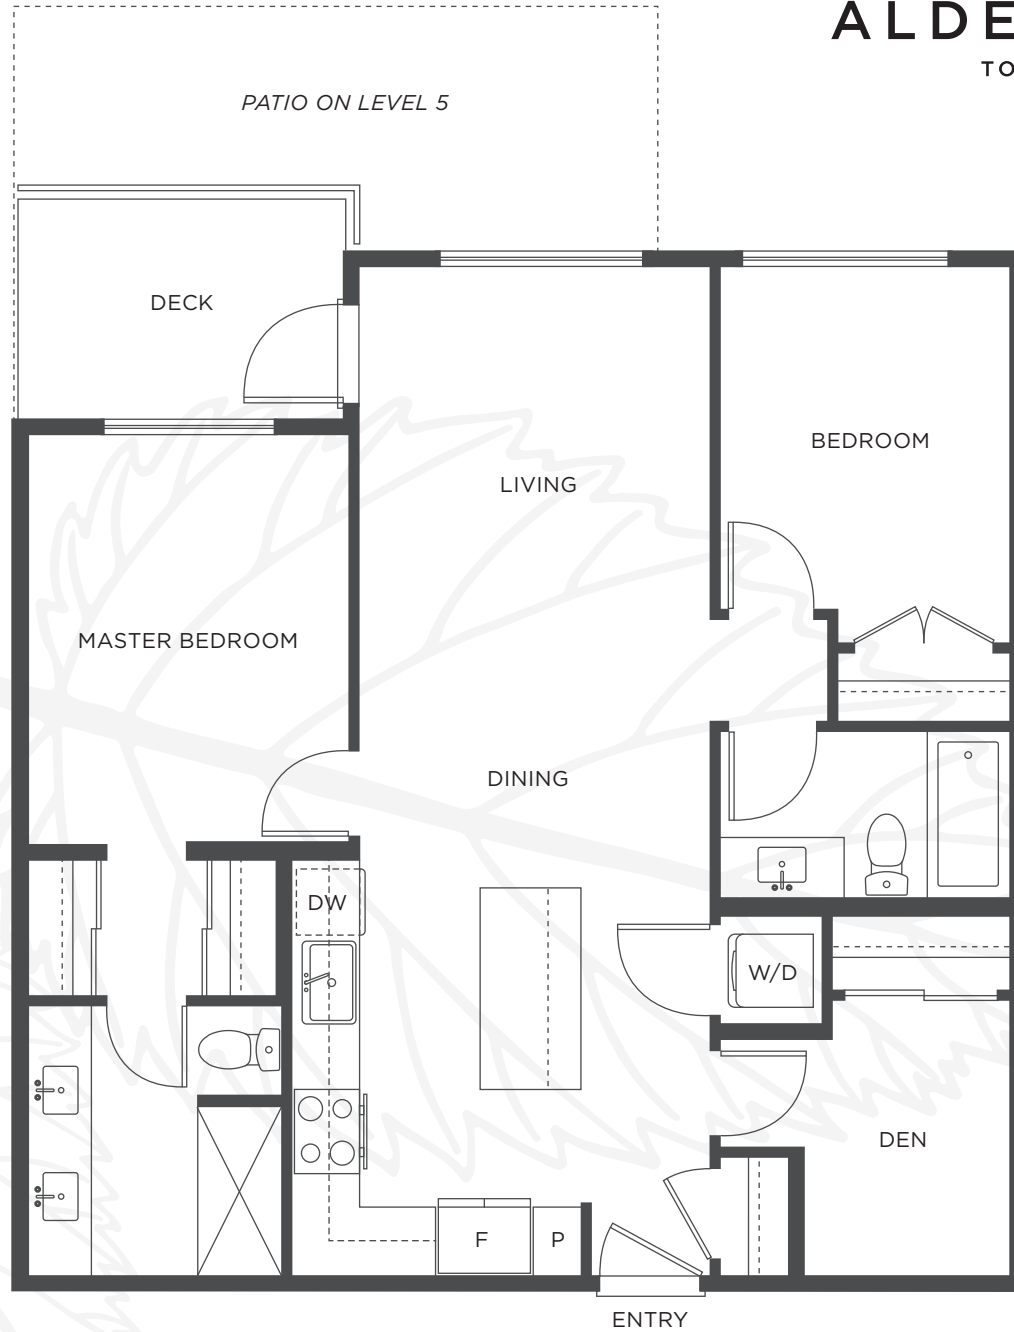 ALDE
TO
PATIO ON LEVEL 5
DECK
BEDROOM
LIVING
MASTER BEDROOM
DINING
DW
W/D
DEN
F
P
ENTRY